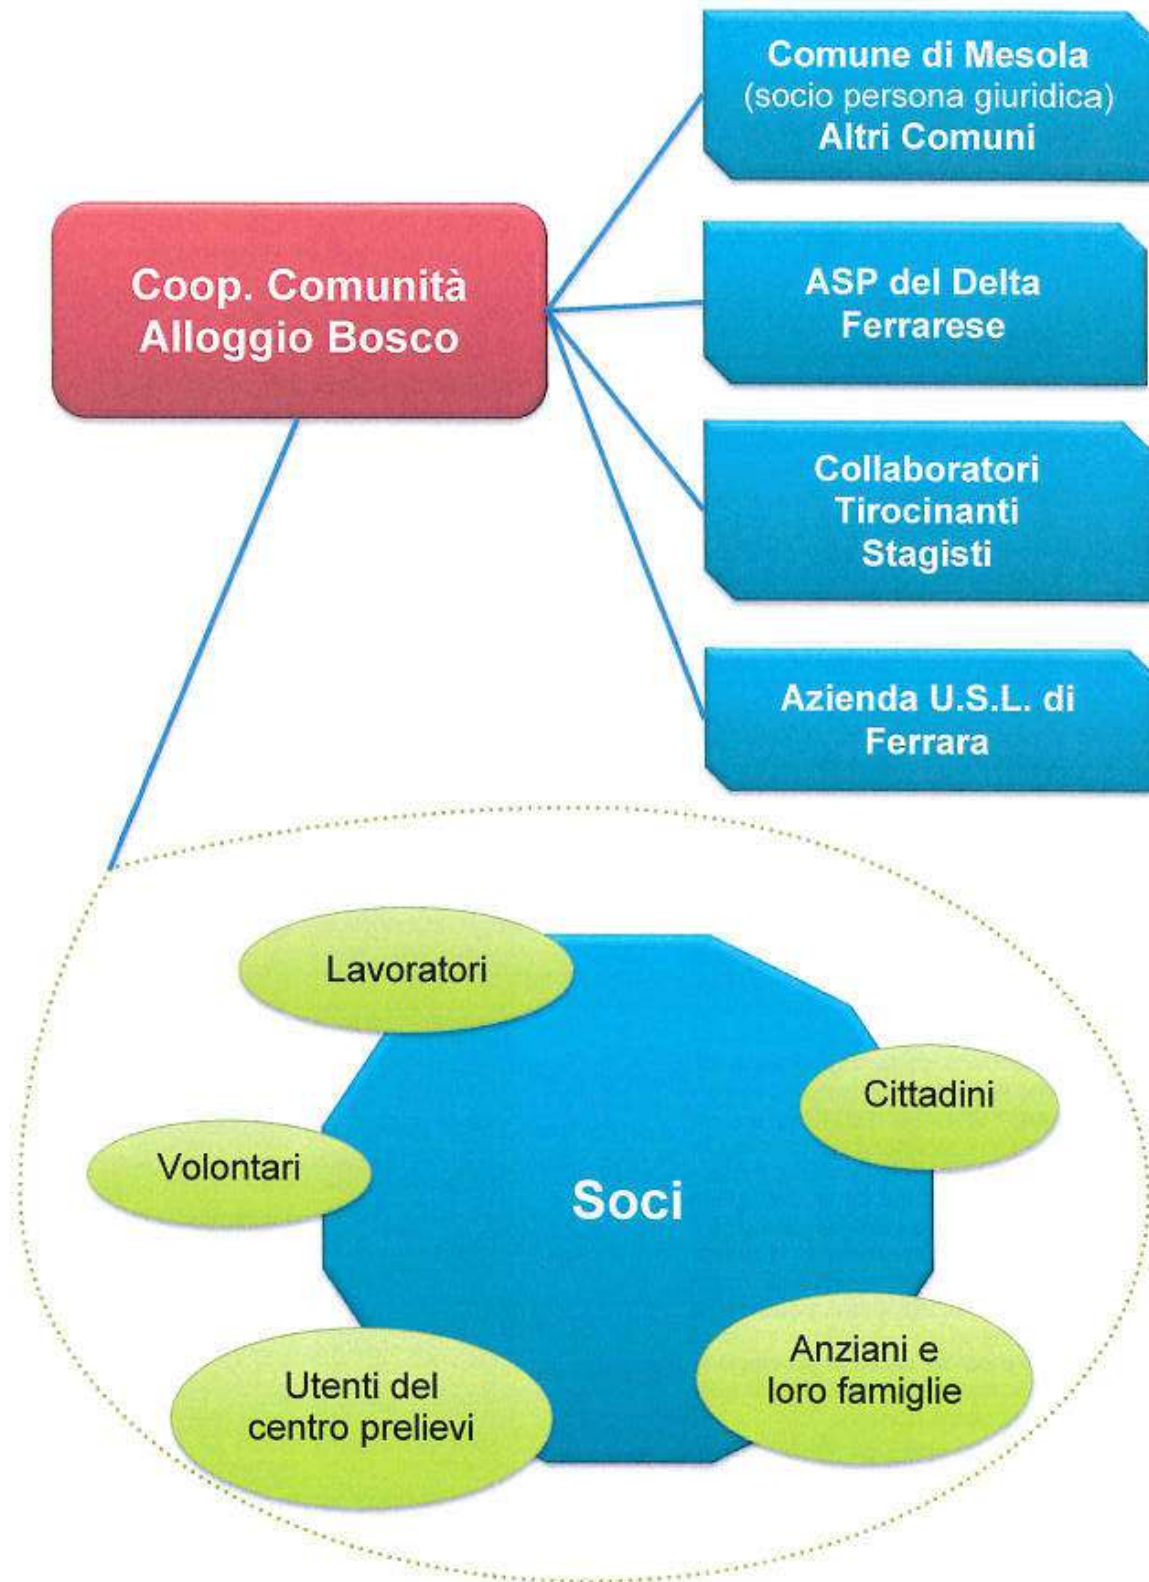 Comune di Mesola
(socio persona giuridica)
Altri Comuni
Coop. Comunità
Alloggio Bosco
ASP del Delta
Ferrarese
Collaboratori
Tirocinanti
Stagisti
Azienda U.S.L. di
Ferrara
Lavoratori
Cittadini
Volontari
Soci
Anziani e
loro famiglie
Utenti del
centro prelievi